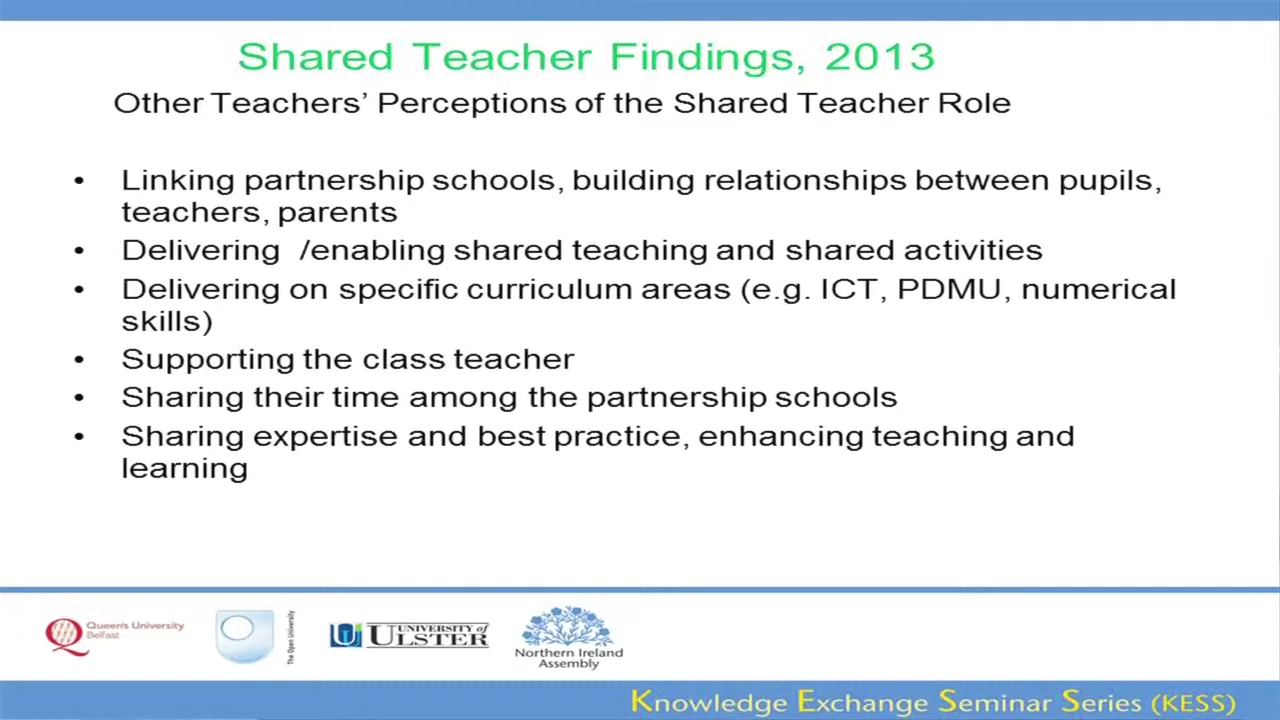 Shared Teacher Findings, 2013
Other Teachers’ Perceptions of the Shared Teacher Role
• Linking partnership schools, building relationships between pupils,
teachers, parents
• Delivering /enabling shared teaching and shared activities
• Delivering on specific curriculum areas (e.g. ICT, PDMU, numerical
skills)
• Supporting the class teacher
• Sharing their time among the partnership schools
• Sharing expertise and best practice, enhancing teaching and
learning
Queen's University
Belfast
The Open University
UNIVERSITY of
ULSTER
Northern Ireland
Assembly
Knowledge Exchange Seminar Series (KESS)